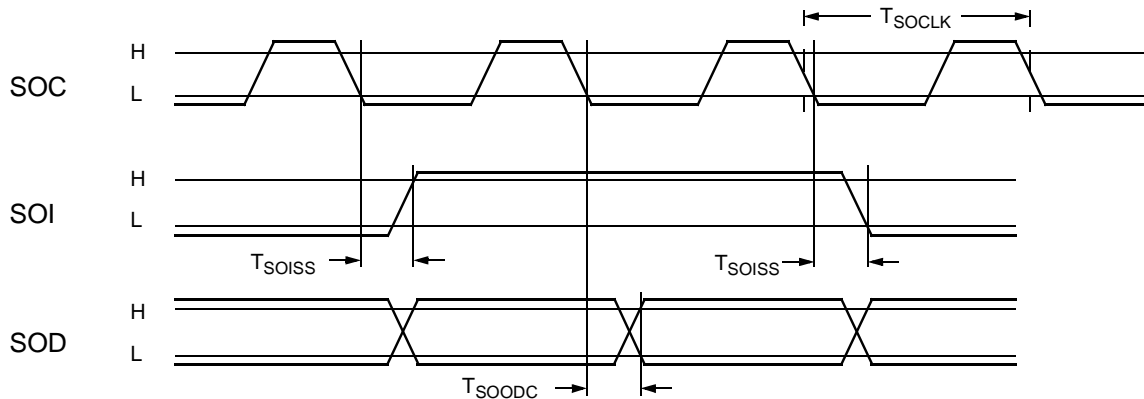 T_SOCLK
H
SOC
L
H
SOI
L
T_SOISS T_SOISS
H
SOD
L
T_SOODC